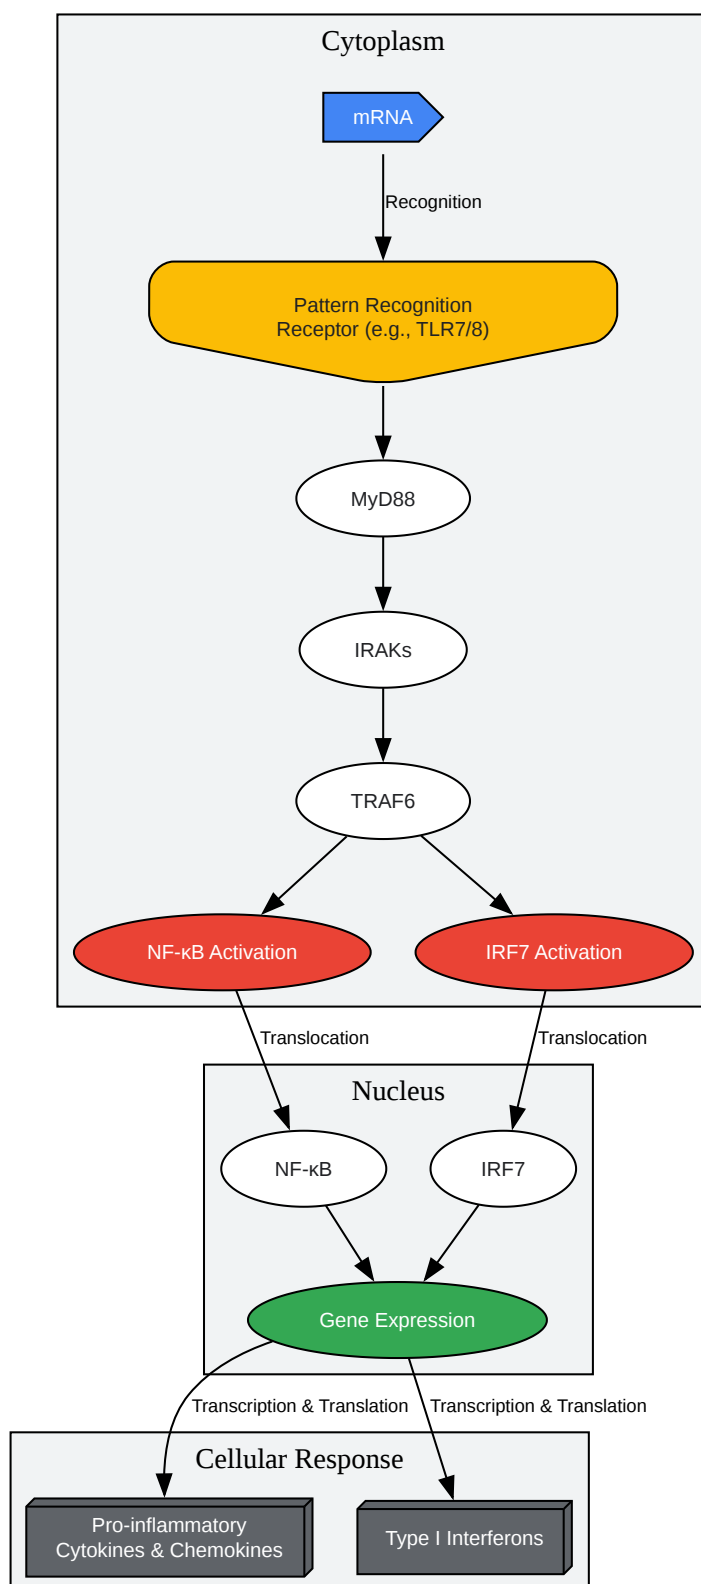 Cytoplasm
mRNA
Recognition
Pattern Recognition
Receptor (e.g., TLR7/8)
MyD88
IRAKs
TRAF6
NF-κB Activation
IRF7 Activation
Translocation
Translocation
Nucleus
NF-κB
IRF7
Gene Expression
Transcription & Translation
Transcription & Translation
Cellular Response
Pro-inflammatory
Cytokines & Chemokines
Type I Interferons